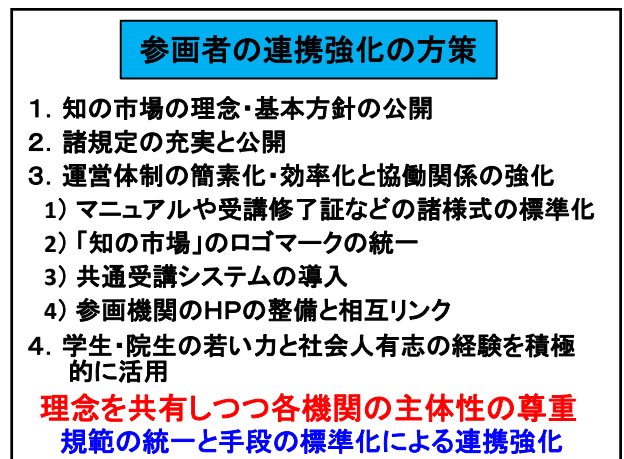 参画者の連携強化の方策
１．知の市場の理念・基本方針の公開
２．諸規定の充実と公開
３．運営体制の簡素化・効率化と協働関係の強化
1）マニュアルや受講修了証などの諸様式の標準化
2）「知の市場」のロゴマークの統一
3）共通受講システムの導入
4）参画機関のＨＰの整備と相互リンク
４．学生・院生の若い力と社会人有志の経験を積極
的に活用
理念を共有しつつ各機関の主体性の尊重
規範の統一と手段の標準化による連携強化